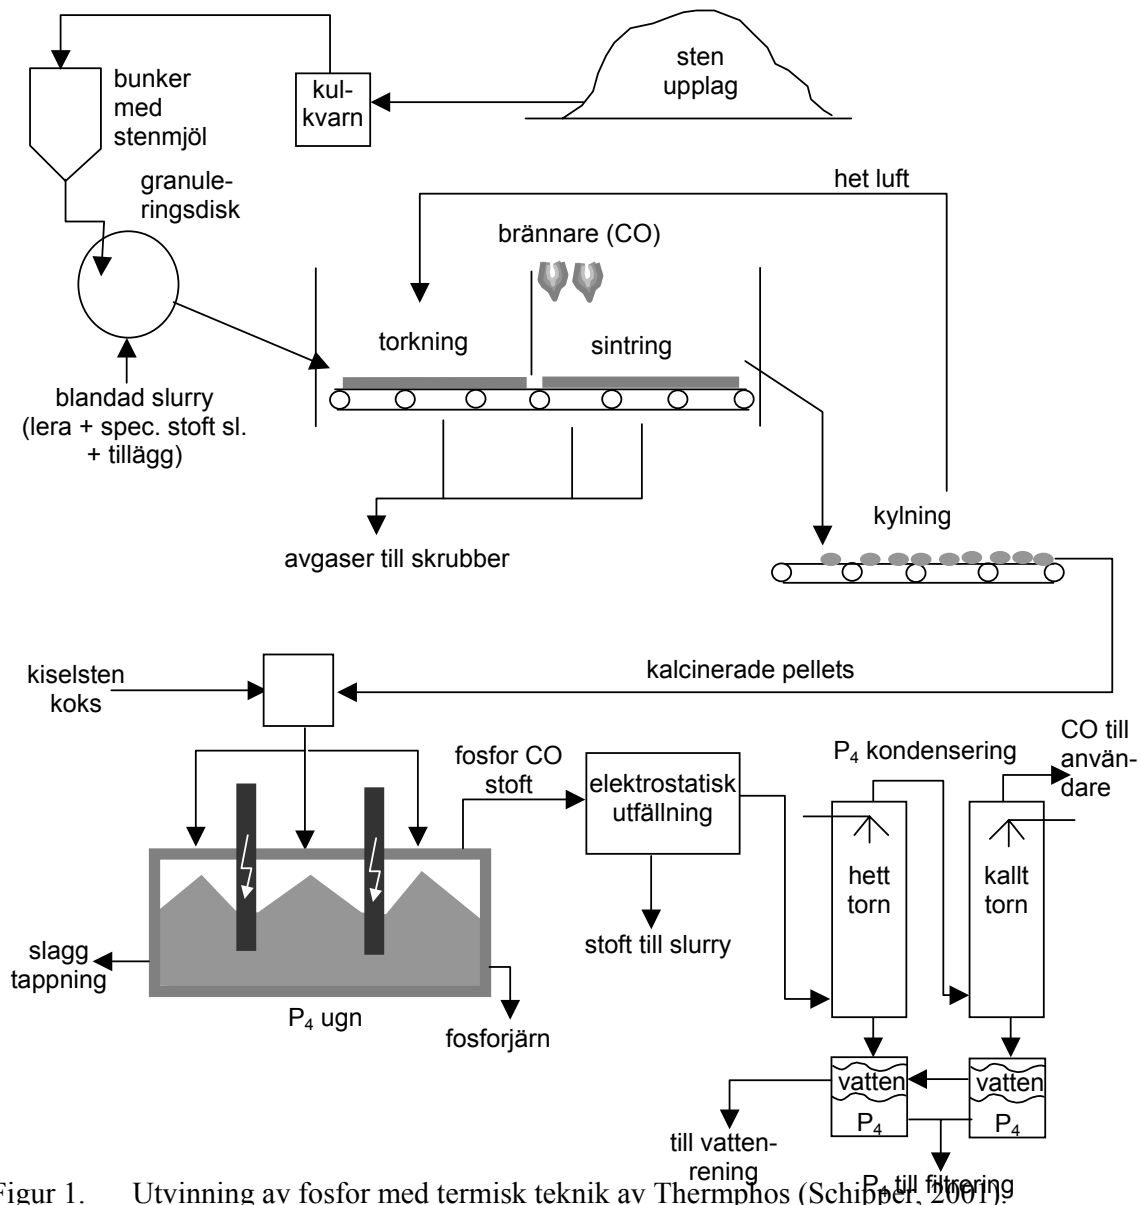 sten
upplag
kul-
kvarn
bunker
med
stenmjöl
granule-
ringsdisk
het luft
brännare (CO)
torkning
sintring
blandad slurry
(lera + spec. stoft sl.
+ tillägg)
avgaser till skrubber
kylning
kiselsten
koks
kalcinerade pellets
fosfor CO
stoft
elektrostatisk
utfällning
P₄ kondensering
CO till
använ-
dare
hett
torn
kallt
torn
stoft till slurry
slagg
tappning
P₄ ugn
fosforjärn
vatten
P₄
vatten
P₄
till vatten-
rening
P₄ till filtrering
Figur 1. Utvinning av fosfor med termisk teknik av Thermphos (Schipper, 2001).